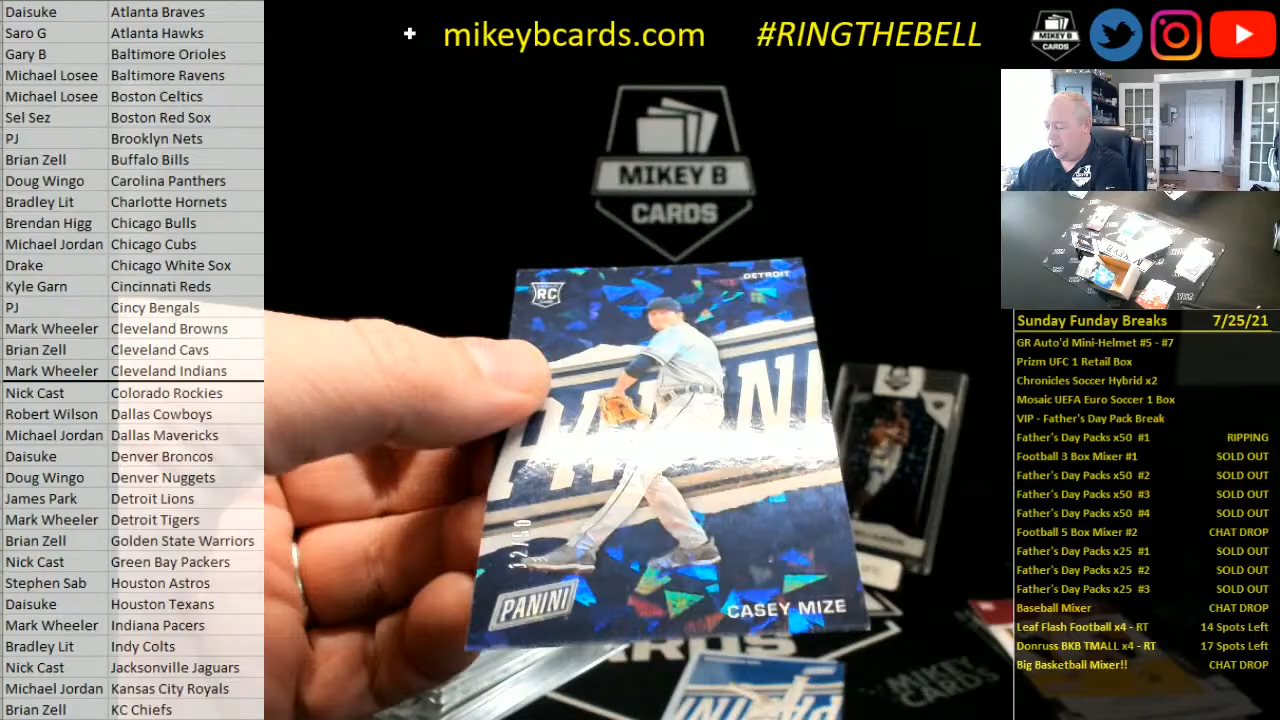 Daisuke Atlanta Braves
Saro G Atlanta Hawks
Gary B Baltimore Orioles
Michael Losee Baltimore Ravens
Michael Losee Boston Celtics
Sel Sez Boston Red Sox
PJ Brooklyn Nets
Brian Zell Buffalo Bills
Doug Wingo Carolina Panthers
Bradley Lit Charlotte Hornets
Brendan Higg Chicago Bulls
Michael Jordan Chicago Cubs
Drake Chicago White Sox
Kyle Garn Cincinnati Reds
PJ Cincy Bengals
Mark Wheeler Cleveland Browns
Brian Zell Cleveland Cavs
Mark Wheeler Cleveland Indians
Nick Cast Colorado Rockies
Robert Wilson Dallas Cowboys
Michael Jordan Dallas Mavericks
Daisuke Denver Broncos
Doug Wingo Denver Nuggets
James Park Detroit Lions
Mark Wheeler Detroit Tigers
Brian Zell Golden State Warriors
Nick Cast Green Bay Packers
Stephen Sab Houston Astros
Daisuke Houston Texans
Mark Wheeler Indiana Pacers
Bradley Lit Indy Colts
Nick Cast Jacksonville Jaguars
Michael Jordan Kansas City Royals
Brian Zell KC Chiefs
mikeybcards.com #RINGTHEBELL
MIKEY B
CARDS
MIKEY B
CARDS
RC
DETROIT
PANINI
12/50
PANINI
CASEY MIZE
MIKEY
CARDS
PANINI
Sunday Funday Breaks 7/25/21
GR Auto'd Mini-Helmet #5 - #7
Prizm UFC 1 Retail Box
Chronicles Soccer Hybrid x2
Mosaic UEFA Euro Soccer 1 Box
VIP - Father's Day Pack Break
Father's Day Packs x50 #1 RIPPING
Football 3 Box Mixer #1 SOLD OUT
Father's Day Packs x50 #2 SOLD OUT
Father's Day Packs x50 #3 SOLD OUT
Father's Day Packs x50 #4 SOLD OUT
Football 5 Box Mixer #2 CHAT DROP
Father's Day Packs x25 #1 SOLD OUT
Father's Day Packs x25 #2 SOLD OUT
Father's Day Packs x25 #3 SOLD OUT
Baseball Mixer CHAT DROP
Leaf Flash Football x4 - RT 14 Spots Left
Donruss BKB TMALL x4 - RT 17 Spots Left
Big Basketball Mixer!! CHAT DROP